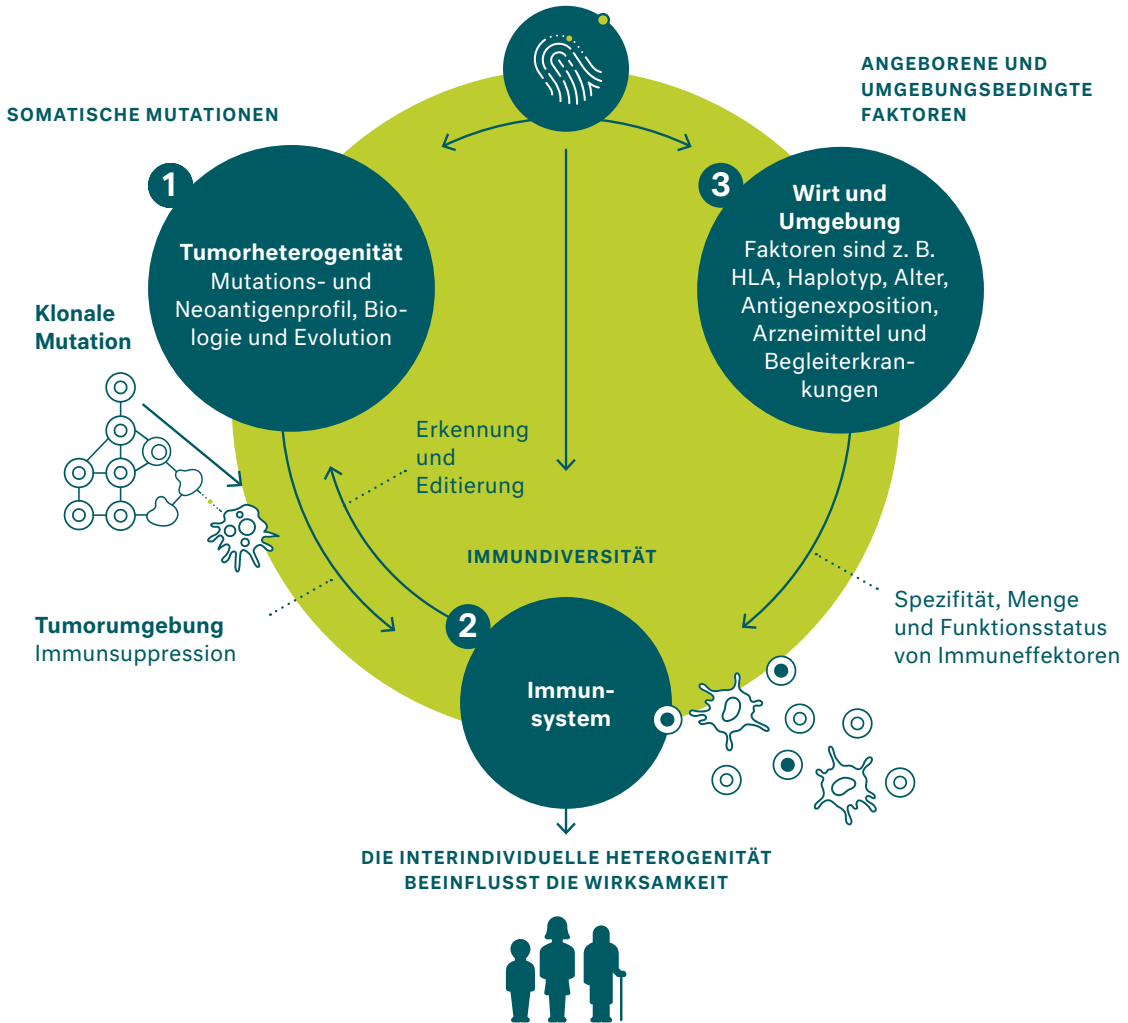 SOMATISCHE MUTATIONEN
ANGEBORENE UND
UMGEBUNGSBEDINGTE
FAKTOREN
1
Tumorheterogenität
Mutations- und
Neoantigenprofil, Bio-
logie und Evolution
3
Wirt und
Umgebung
Faktoren sind z. B.
HLA, Haplotyp, Alter,
Antigenexposition,
Arzneimittel und
Begleiterkran-
kungen
Klonale
Mutation
Erkennung
und
Editierung
IMMUNDIVERSITÄT
Tumorumgebung
Immunsuppression
2
Immun-
system
Spezifität, Menge
und Funktionsstatus
von Immuneffektoren
DIE INTERINDIVIDUELLE HETEROGENITÄT
BEEINFLUSST DIE WIRKSAMKEIT